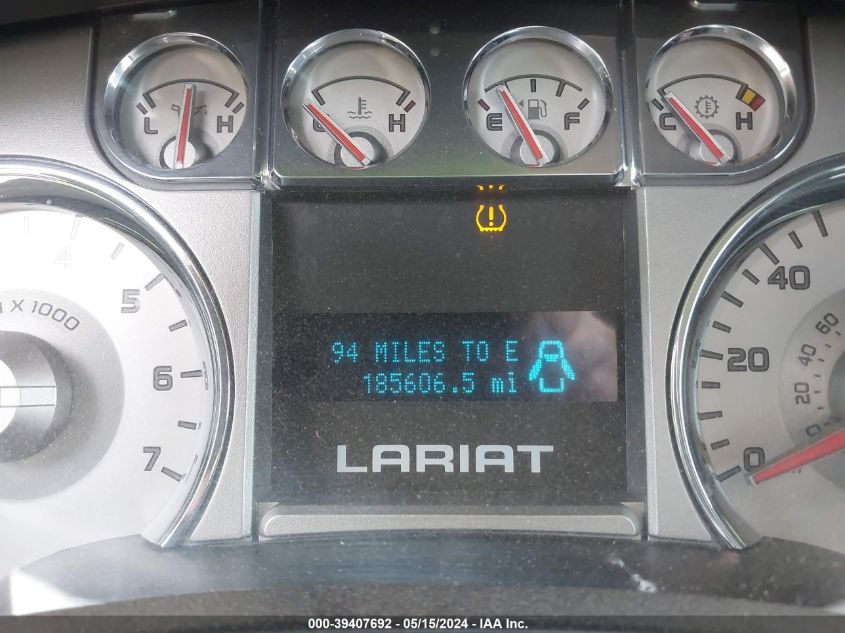 L H
C H
E F
C H
4
5
6
7
X 1000
94 MILES TO E
185606.5 mi
LARIAT
40
20
0
60
40
20
000-39407692 - 05/15/2024 - IAA Inc.